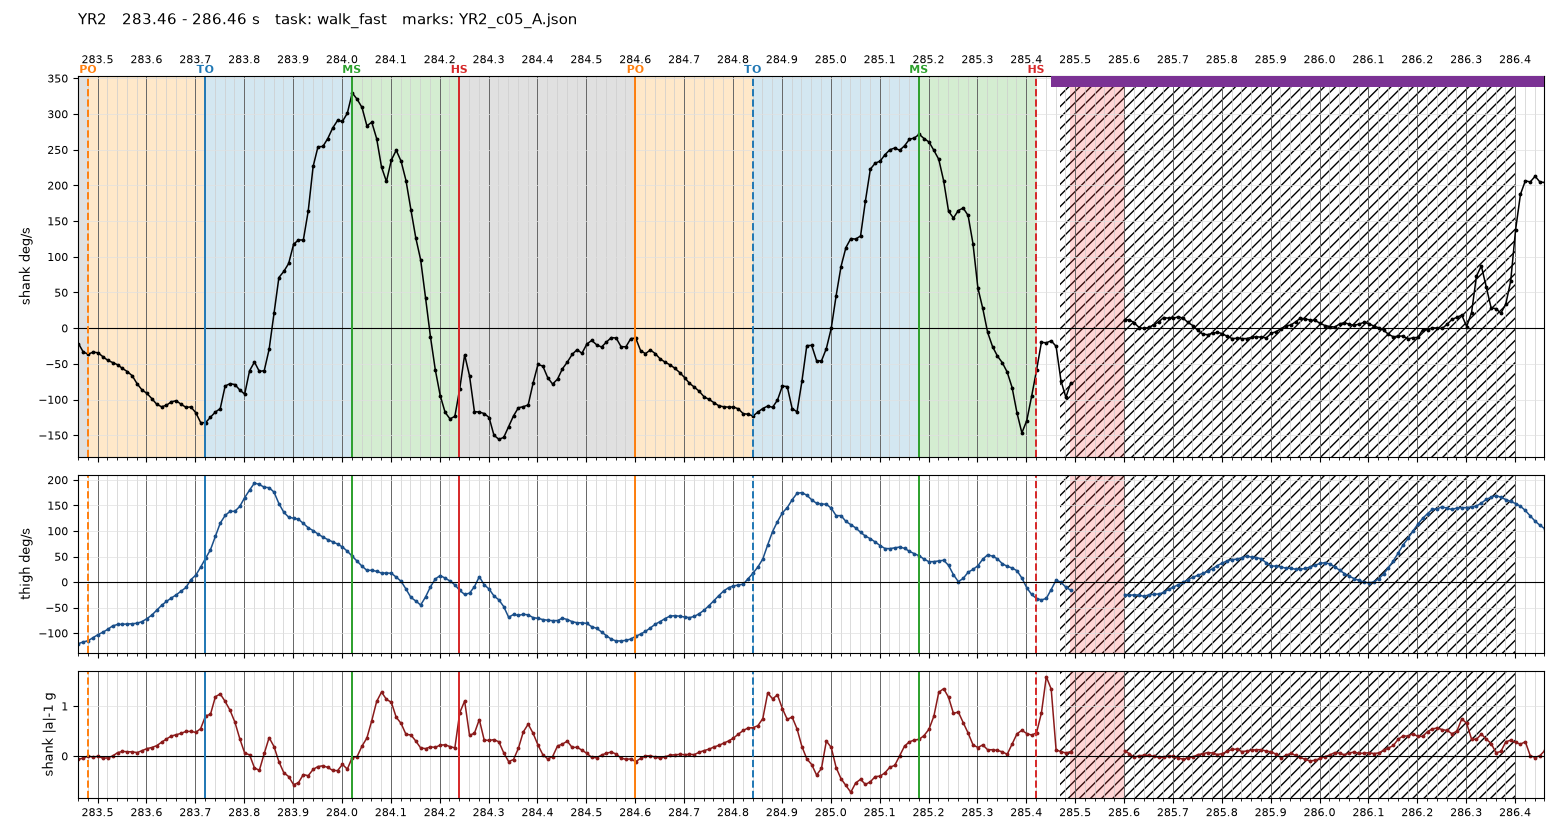 YR2   283.46 - 286.46 s   task: walk_fast   marks: YR2_c05_A.json
283.5 283.6 283.7 283.8 283.9 284.0 284.1 284.2 284.3 284.4 284.5 284.6 284.7 284.8 284.9 285.0 285.1 285.2 285.3 285.4 285.5 285.6 285.7 285.8 285.9 286.0 286.1 286.2 286.3 286.4
PO TO MS HS PO TO MS HS
350
300
250
200
150
100
50
0
−50
−100
−150
shank deg/s
200
150
100
50
0
−50
−100
thigh deg/s
1
0
shank |a|-1 g
283.5 283.6 283.7 283.8 283.9 284.0 284.1 284.2 284.3 284.4 284.5 284.6 284.7 284.8 284.9 285.0 285.1 285.2 285.3 285.4 285.5 285.6 285.7 285.8 285.9 286.0 286.1 286.2 286.3 286.4